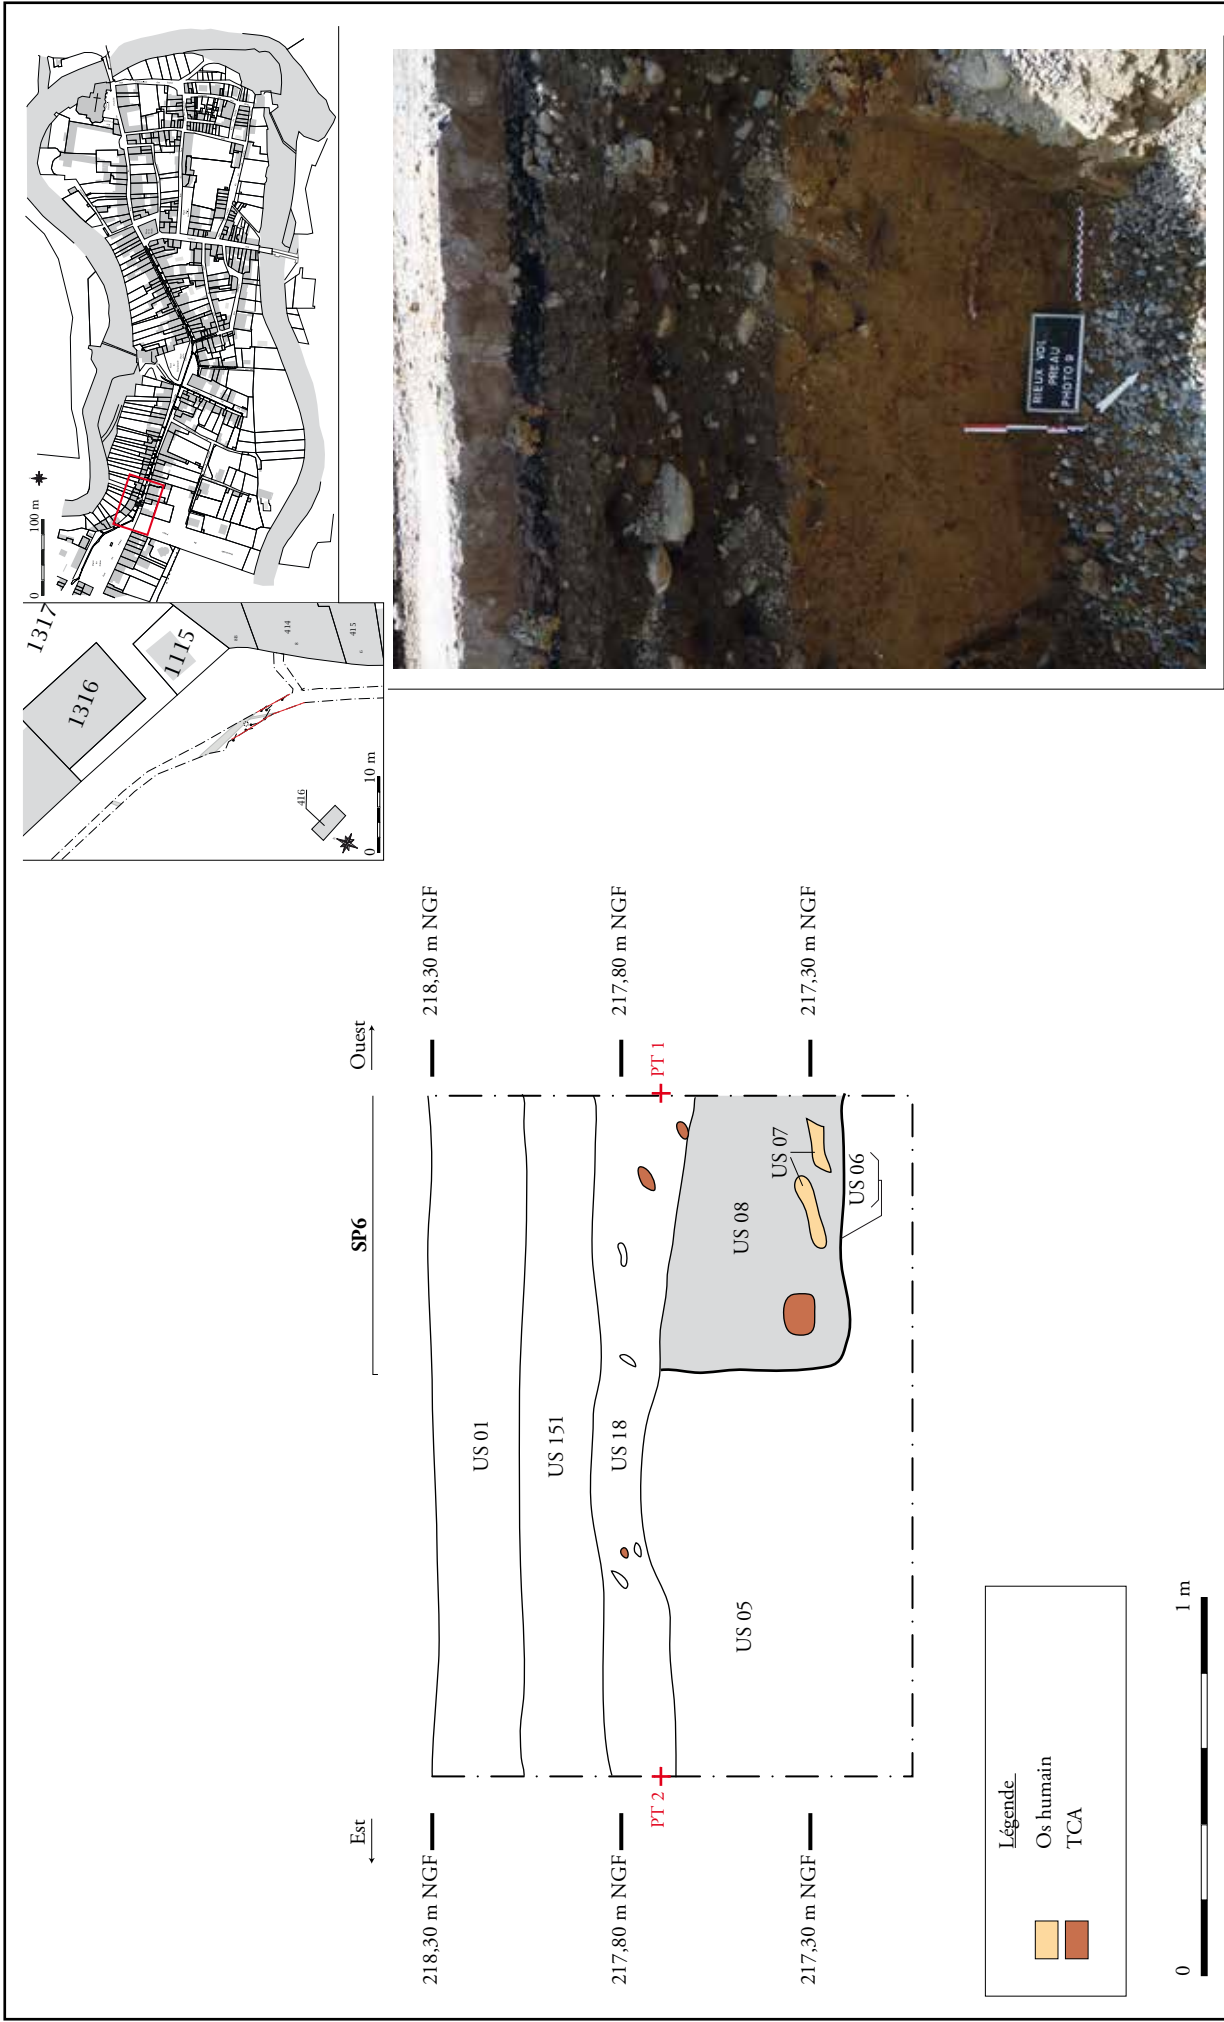 Est
Ouest
SP6
218,30 m NGF
218,30 m NGF
217,80 m NGF
217,80 m NGF
217,30 m NGF
217,30 m NGF
US 01
US 151
US 18
PT 2
PT 1
US 05
US 08
US 07
US 06
Légende
Os humain
TCA
0
1 m
1317
1316
1115
414
415
416
0
10 m
0
100 m
RIEUX VOL
PREAU
PHOTO 9